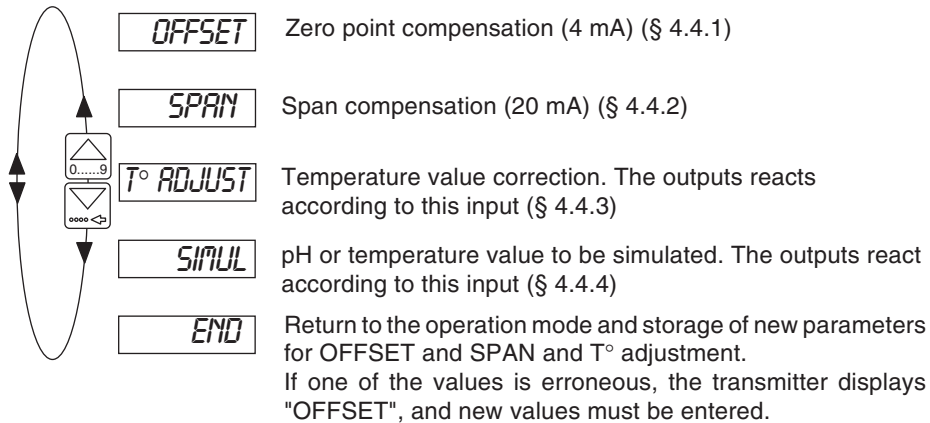 OFFSET Zero point compensation (4 mA) (§ 4.4.1)
SPAN Span compensation (20 mA) (§ 4.4.2)
0......9
T° ADJUST Temperature value correction. The outputs reacts
according to this input (§ 4.4.3)
SIMUL pH or temperature value to be simulated. The outputs react
according to this input (§ 4.4.4)
END Return to the operation mode and storage of new parameters
for OFFSET and SPAN and T° adjustment.
If one of the values is erroneous, the transmitter displays
"OFFSET", and new values must be entered.